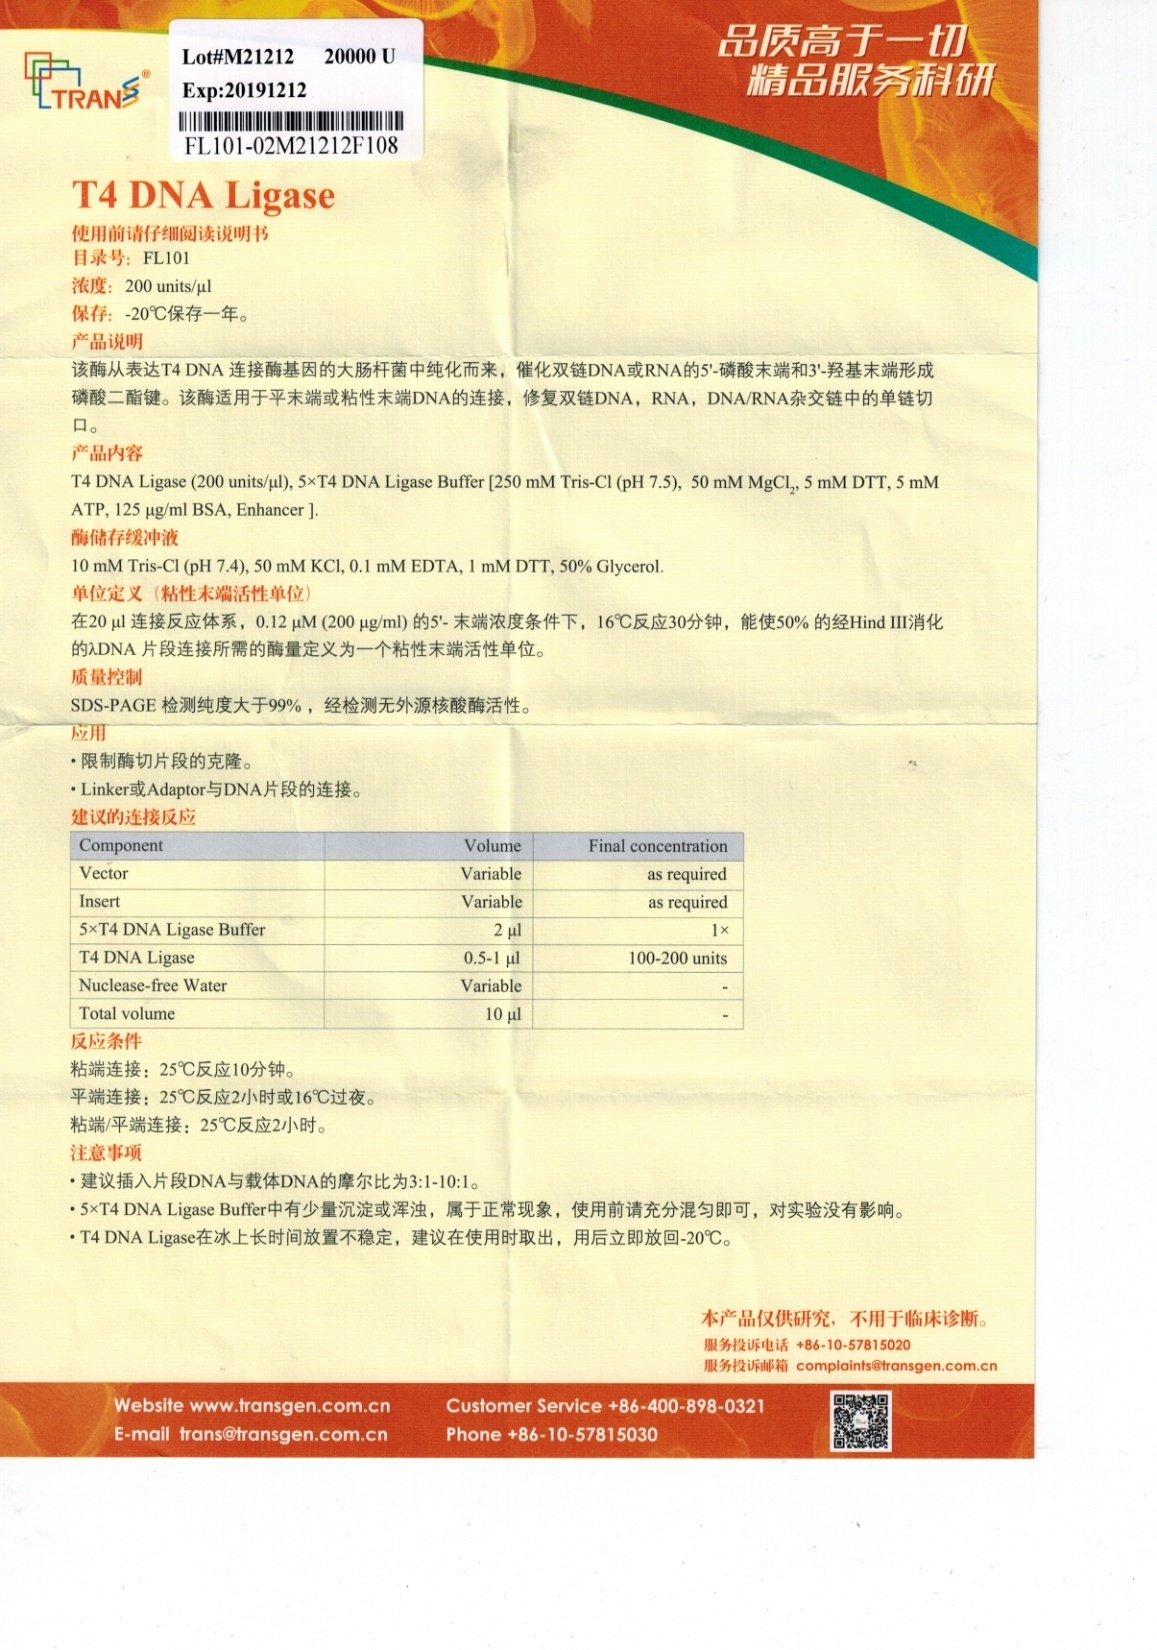 品质高于一切
精品服务科研
TRANS®
Lot#M21212 20000 U
Exp:20191212
FL101-02M21212F108
T4 DNA Ligase
使用前请仔细阅读说明书
目录号：FL101
浓度：200 units/μl
保存：-20℃保存一年。
产品说明
该酶从表达T4 DNA 连接酶基因的大肠杆菌中纯化而来，催化双链DNA或RNA的5'-磷酸末端和3'-羟基末端形成
磷酸二酯键。该酶适用于平末端或粘性末端DNA的连接，修复双链DNA，RNA，DNA/RNA杂交链中的单链切
口。
产品内容
T4 DNA Ligase (200 units/μl), 5×T4 DNA Ligase Buffer [250 mM Tris-Cl (pH 7.5), 50 mM MgCl₂, 5 mM DTT, 5 mM
ATP, 125 μg/ml BSA, Enhancer ].
酶储存缓冲液
10 mM Tris-Cl (pH 7.4), 50 mM KCl, 0.1 mM EDTA, 1 mM DTT, 50% Glycerol.
单位定义（粘性末端活性单位）
在20 μl 连接反应体系，0.12 μM (200 μg/ml) 的5'- 末端浓度条件下，16℃反应30分钟，能使50% 的经Hind III消化
的λDNA 片段连接所需的酶量定义为一个粘性末端活性单位。
质量控制
SDS-PAGE 检测纯度大于99%，经检测无外源核酸酶活性。
应用
• 限制酶切片段的克隆。
• Linker或Adaptor与DNA片段的连接。
建议的连接反应
Component Volume Final concentration
Vector Variable as required
Insert Variable as required
5×T4 DNA Ligase Buffer 2 μl 1×
T4 DNA Ligase 0.5-1 μl 100-200 units
Nuclease-free Water Variable -
Total volume 10 μl -
反应条件
粘端连接：25℃反应10分钟。
平端连接：25℃反应2小时或16℃过夜。
粘端/平端连接：25℃反应2小时。
注意事项
• 建议插入片段DNA与载体DNA的摩尔比为3:1-10:1。
• 5×T4 DNA Ligase Buffer中有少量沉淀或浑浊，属于正常现象，使用前请充分混匀即可，对实验没有影响。
• T4 DNA Ligase在冰上长时间放置不稳定，建议在使用时取出，用后立即放回-20℃。
本产品仅供研究，不用于临床诊断。
服务投诉电话 +86-10-57815020
服务投诉邮箱 complaints@transgen.com.cn
Website www.transgen.com.cn Customer Service +86-400-898-0321
E-mail trans@transgen.com.cn Phone +86-10-57815030